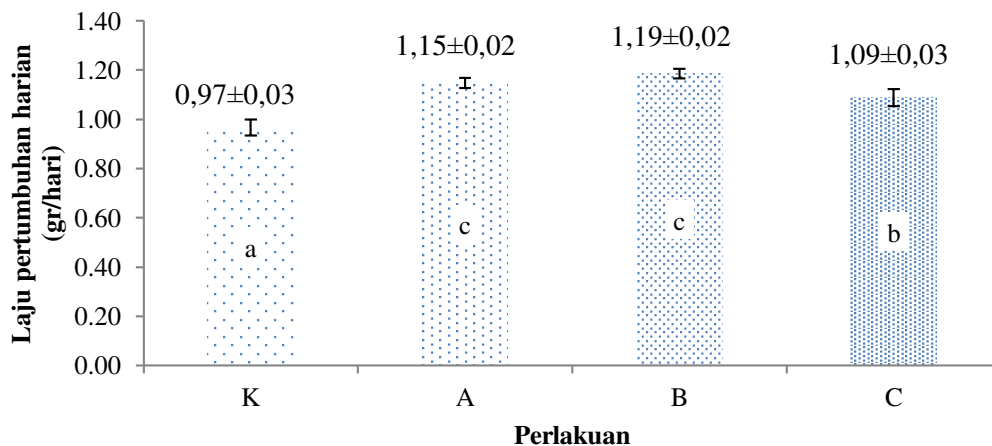 Laju pertumbuhan harian
(gr/hari)
1.40
1.20
1.00
0.80
0.60
0.40
0.20
0.00
0,97±0,03
1,15±0,02
1,19±0,02
1,09±0,03
a
c
c
b
K
A
B
C
Perlakuan